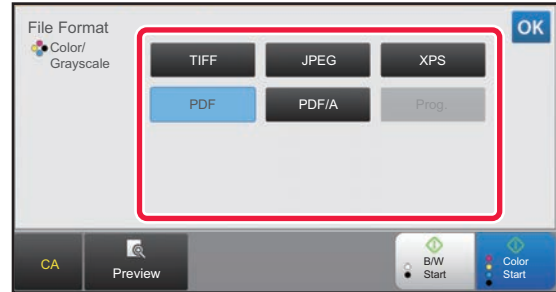 File Format
OK
Color/
Grayscale
TIFF
JPEG
XPS
PDF
PDF/A
Prog.
CA
Preview
B/W
Start
Color
Start